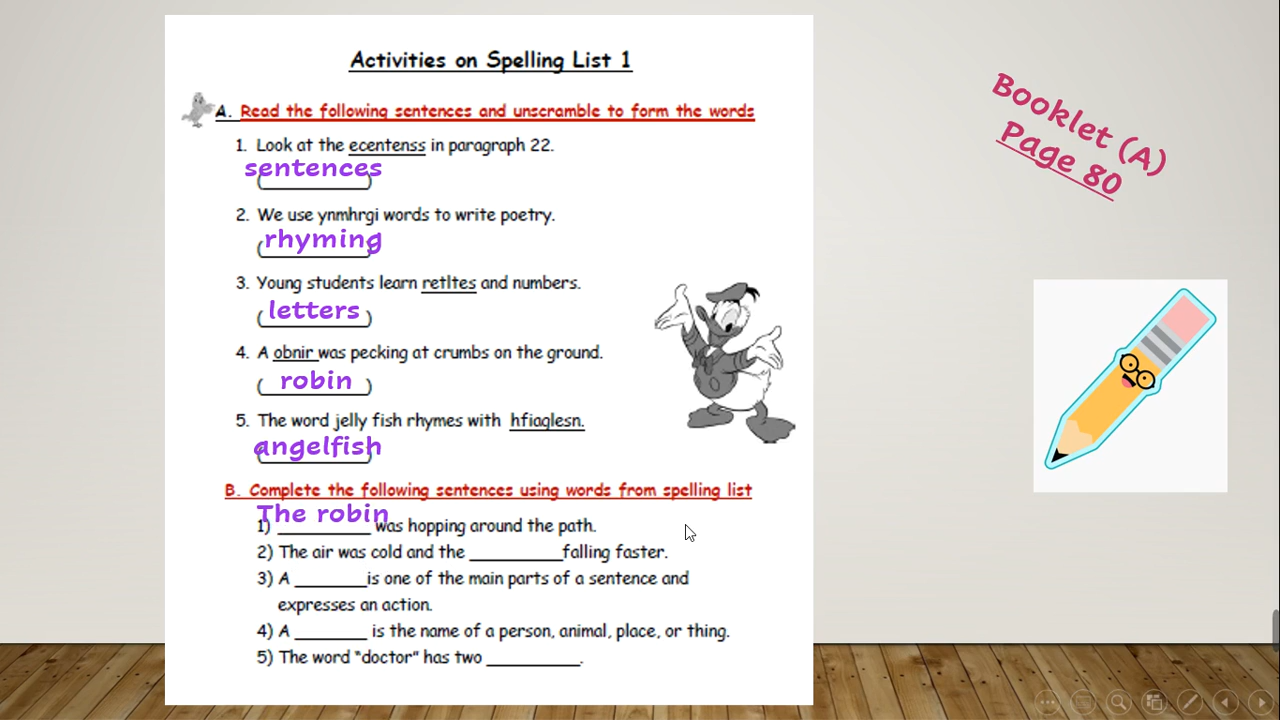 Activities on Spelling List 1
A. Read the following sentences and unscramble to form the words
1. Look at the ecentenss in paragraph 22.
sentences
( )
2. We use ynmhrgi words to write poetry.
(rhyming)
3. Young students learn retltes and numbers.
( letters )
4. A obnir was pecking at crumbs on the ground.
( robin )
5. The word jelly fish rhymes with hfiaglesn.
angelfish
( )
B. Complete the following sentences using words from spelling list
The robin
1) __________ was hopping around the path.
2) The air was cold and the __________falling faster.
3) A ________is one of the main parts of a sentence and
expresses an action.
4) A ________ is the name of a person, animal, place, or thing.
5) The word “doctor” has two __________.
Booklet (A)
Page 80